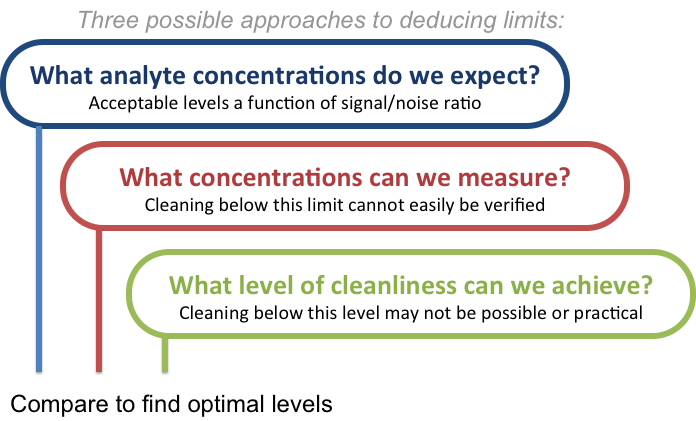 Three possible approaches to deducing limits:
What analyte concentrations do we expect?
Acceptable levels a function of signal/noise ratio
What concentrations can we measure?
Cleaning below this limit cannot easily be verified
What level of cleanliness can we achieve?
Cleaning below this level may not be possible or practical
Compare to find optimal levels